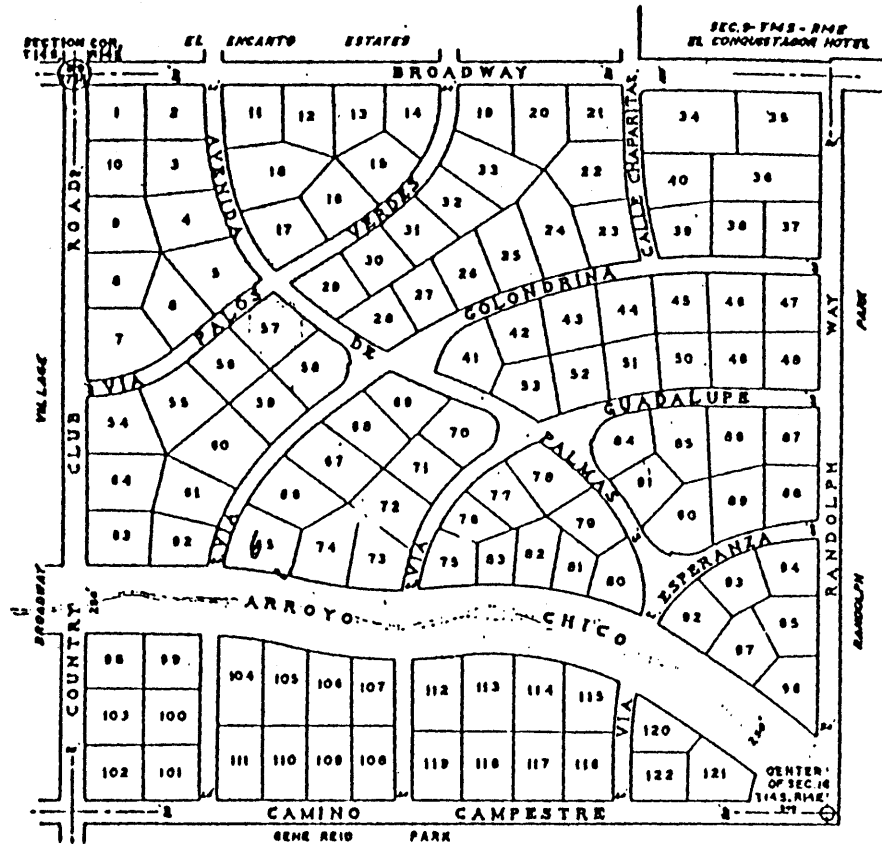 SECTION COR.
T14S RME
EL ENCANTO ESTATES
SEC. 9-T14S-RME
EL CONQUISTADOR HOTEL
BROADWAY
1 2 11 12 13 14 19 20 21 34 35
10 3 18 15 33 22 40 36
AVENIDA
CALLE CHAPARITAS
9 4 17 16 32 31 24 23 39 38 37
VERDES
8 5 30 25
6 29 27 26
7 28
VIA PALOS
GOLONDRINA
DE
57 56 58 41 42 43 44 45 46 47
54 55 59 53 52 51 50 49 48
GUADALUPE
PALMAS
60 68 69 70 84 85 86 87
64 61 67 71 78 91
66 72 77 79 90 89 88
63 62 65 74 73 76 75 83 82 81 80
VIA
VIA
ESPERANZA
92 93 94
97 95
96
ARROYO CHICO
200'
98 99 104 105 106 107 112 113 114 115
103 100
VIA
120
102 101 111 110 109 108 119 118 117 116 122 121
CENTER
OF SEC. 16
T14S. RME
CAMINO CAMPESTRE
GENE REID PARK
BROADWAY VILLAGE
COUNTRY CLUB ROAD
RANDOLPH WAY
RANDOLPH PARK